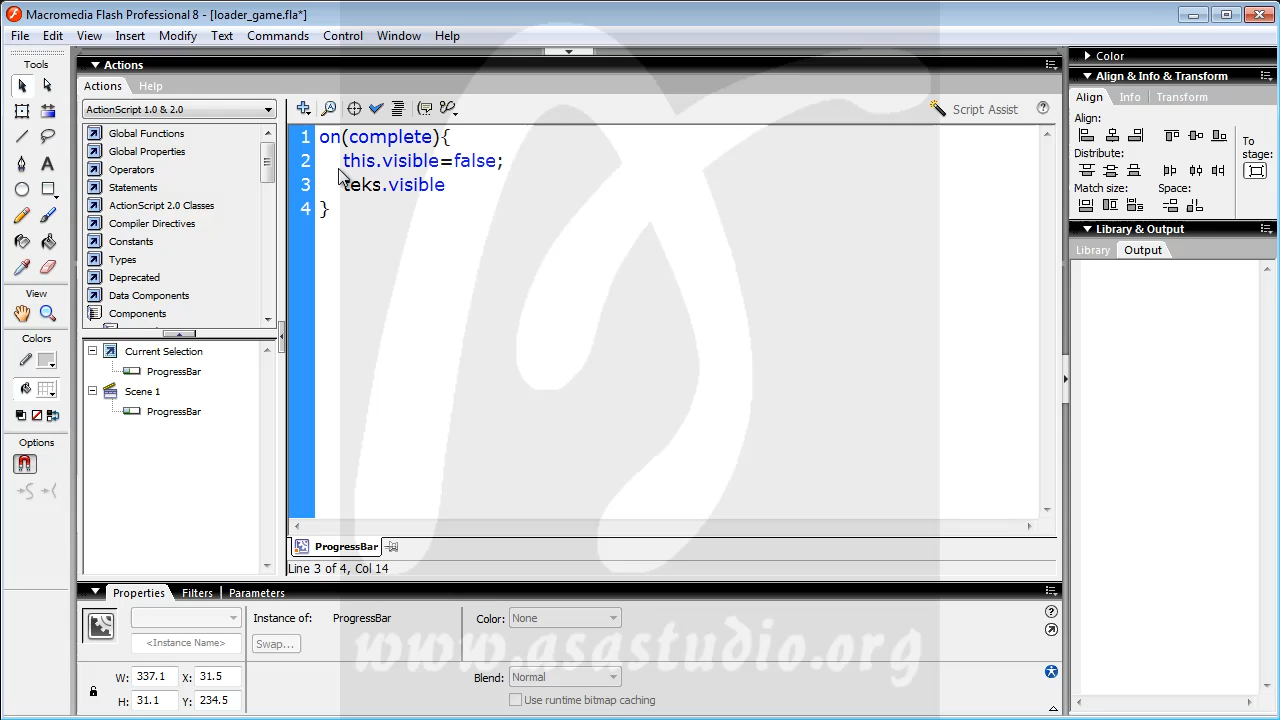 Macromedia Flash Professional 8 - [loader_game.fla*]
File Edit View Insert Modify Text Commands Control Window Help
Tools
View
Colors
Options
Actions
Actions Help
ActionScript 1.0 & 2.0
Global Functions
Global Properties
Operators
Statements
ActionScript 2.0 Classes
Compiler Directives
Constants
Types
Deprecated
Data Components
Components
Current Selection
ProgressBar
Scene 1
ProgressBar
Script Assist
1 on(complete){
2 this.visible=false;
3 teks.visible
4 }
ProgressBar
Line 3 of 4, Col 14
Properties Filters Parameters
<Instance Name>
Instance of: ProgressBar
Swap...
W: 337.1 X: 31.5
H: 31.1 Y: 234.5
Color: None
Blend: Normal
Use runtime bitmap caching
www.asastudio.org
Color
Align & Info & Transform
Align Info Transform
Align:
Distribute:
Match size:
To
stage:
Library & Output
Library Output